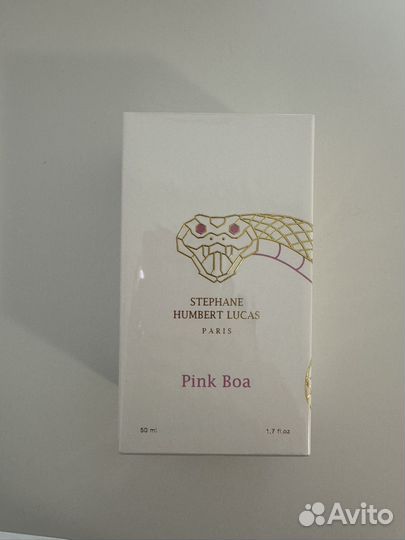 STEPHANE
HUMBERT LUCAS
PARIS
Pink Boa
50 ml 1.7 fl.oz
Avito